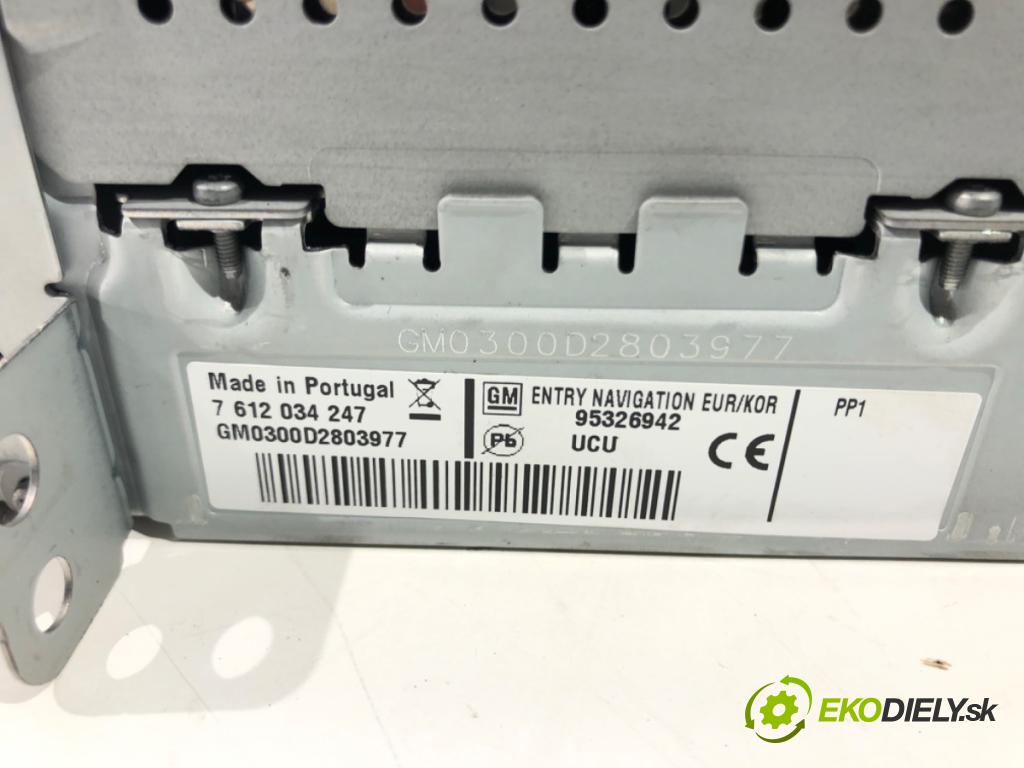 GM0300D2803977
Made in Portugal
7 612 034 247
GM0300D2803977
GM ENTRY NAVIGATION EUR/KOR
95326942
Pb UCU
CE
PP1
EKODIELY.sk